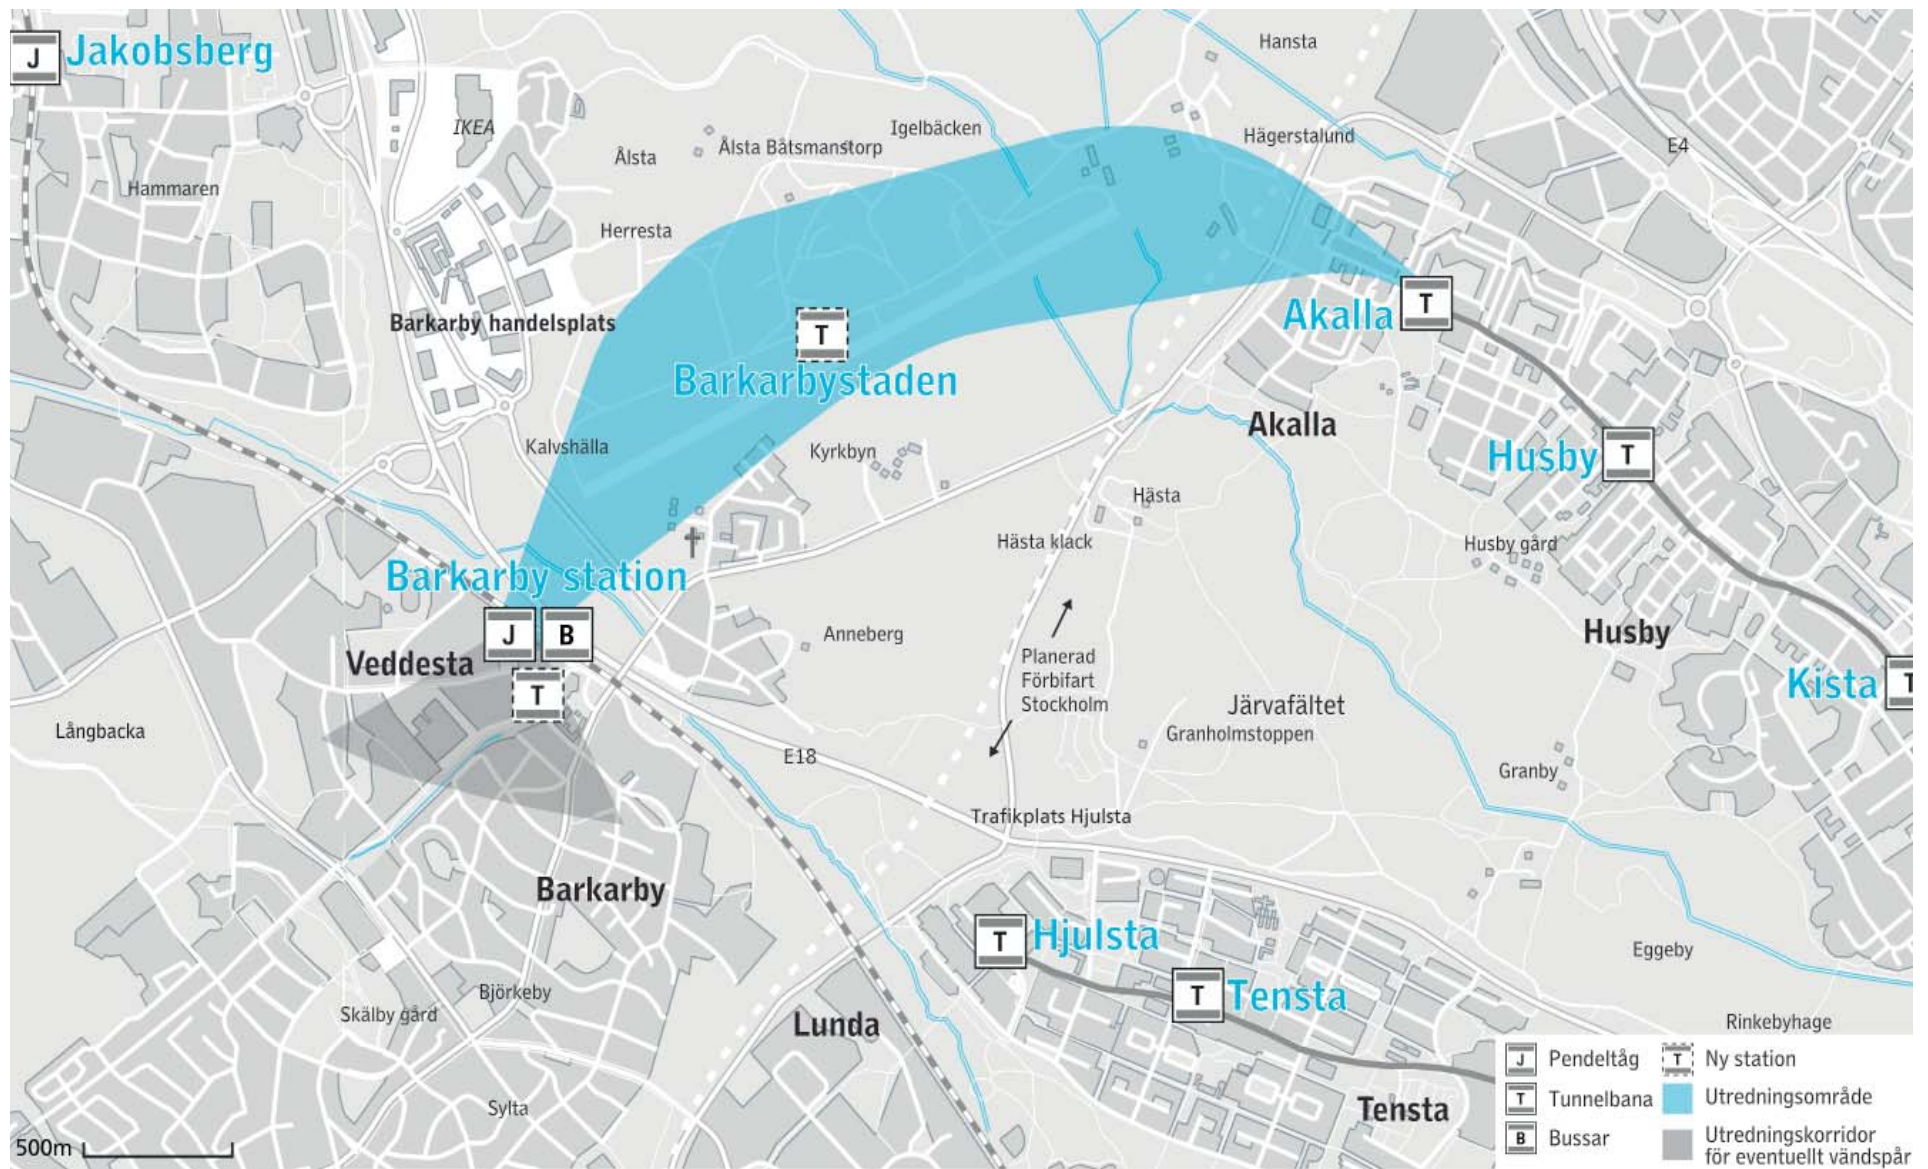 J Jakobsberg
Hansta
IKEA
Igelbäcken
Hägerstalund
E4
Ålsta
Ålsta Båtsmanstorp
Hammaren
Herresta
Barkarby handelsplats
T
Barkarbystaden
Akalla T
Akalla
Kalvshälla
Kyrkbyn
Husby T
Hästa
Hästa klack
Husby gård
Barkarby station
J B
Anneberg
Husby
Veddesta
Planerad
Förbifart
Stockholm
T
Kista T
Järvafältet
Långbacka
Granholmstoppen
E18
Granby
Trafikplats Hjulsta
Barkarby
T Hjulsta
Eggeby
Björkeby
T Tensta
Skälby gård
Lunda
Rinkebyhage
J Pendeltåg
T Ny station
T Tunnelbana
Utredningsområde
Sylta
Tensta
B Bussar
Utredningskorridor
för eventuellt vändspår
500m